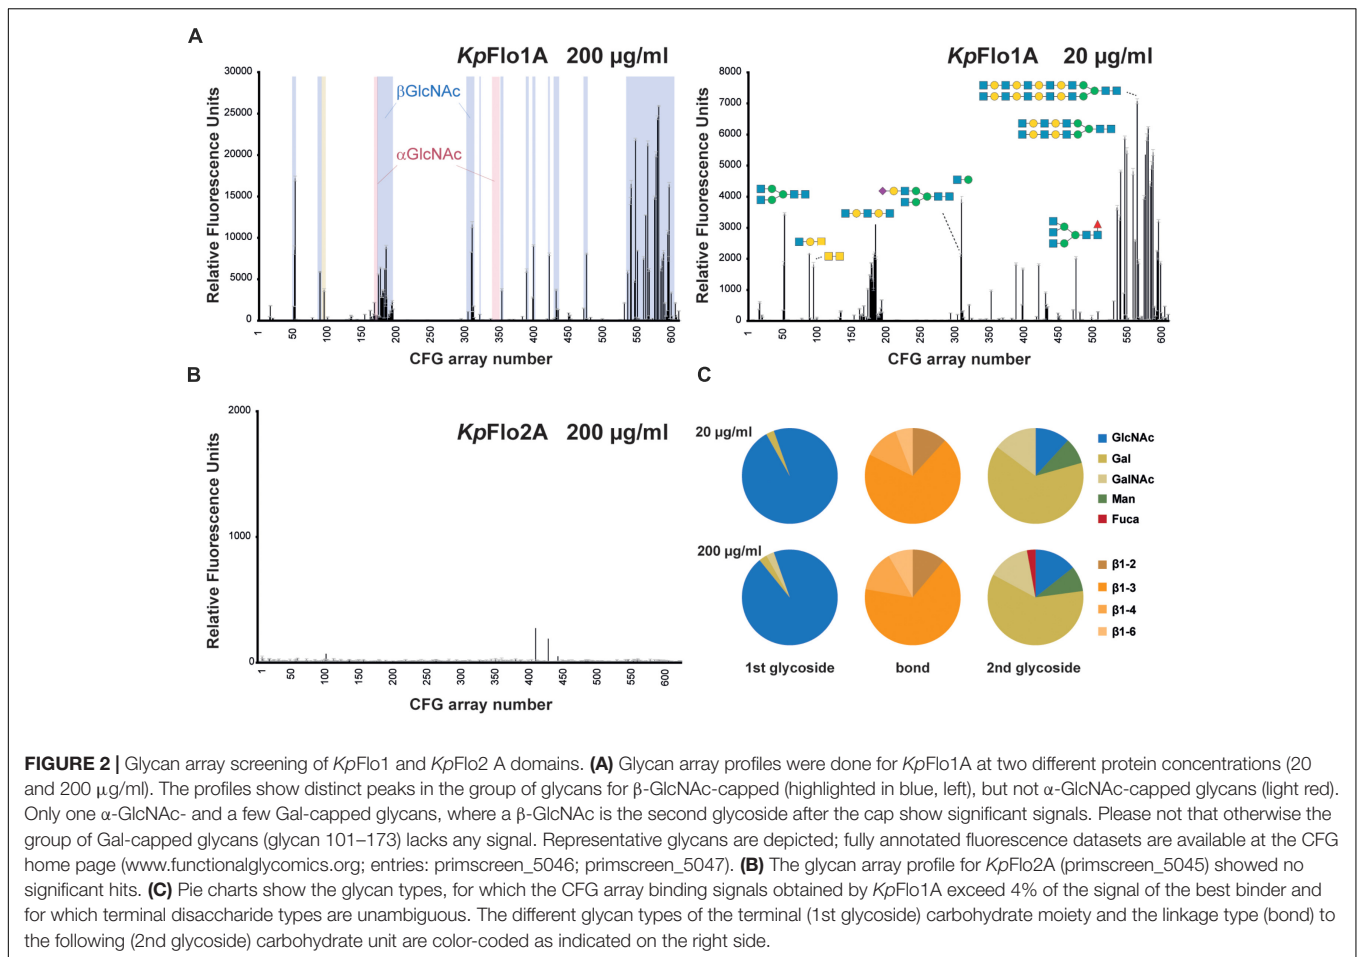 A
KpFlo1A 200 µg/ml
Relative Fluorescence Units
30000
25000
20000
15000
10000
5000
0
βGlcNAc
αGlcNAc
1
50
100
150
200
250
300
350
400
450
500
550
600
CFG array number
KpFlo1A 20 µg/ml
Relative Fluorescence Units
8000
7000
6000
5000
4000
3000
2000
1000
0
1
50
100
150
200
250
300
350
400
450
500
550
600
CFG array number
B
KpFlo2A 200 µg/ml
Relative Fluorescence Units
2000
1000
0
1
50
100
150
200
250
300
350
400
450
500
550
600
CFG array number
C
20 µg/ml
200 µg/ml
1st glycoside
bond
2nd glycoside
GlcNAc
Gal
GalNAc
Man
Fuca
β1-2
β1-3
β1-4
β1-6
FIGURE 2 | Glycan array screening of KpFlo1 and KpFlo2 A domains. (A) Glycan array profiles were done for KpFlo1A at two different protein concentrations (20
and 200 µg/ml). The profiles show distinct peaks in the group of glycans for β-GlcNAc-capped (highlighted in blue, left), but not α-GlcNAc-capped glycans (light red).
Only one α-GlcNAc- and a few Gal-capped glycans, where a β-GlcNAc is the second glycoside after the cap show significant signals. Please not that otherwise the
group of Gal-capped glycans (glycan 101–173) lacks any signal. Representative glycans are depicted; fully annotated fluorescence datasets are available at the CFG
home page (www.functionalglycomics.org; entries: primscreen_5046; primscreen_5047). (B) The glycan array profile for KpFlo2A (primscreen_5045) showed no
significant hits. (C) Pie charts show the glycan types, for which the CFG array binding signals obtained by KpFlo1A exceed 4% of the signal of the best binder and
for which terminal disaccharide types are unambiguous. The different glycan types of the terminal (1st glycoside) carbohydrate moiety and the linkage type (bond) to
the following (2nd glycoside) carbohydrate unit are color-coded as indicated on the right side.